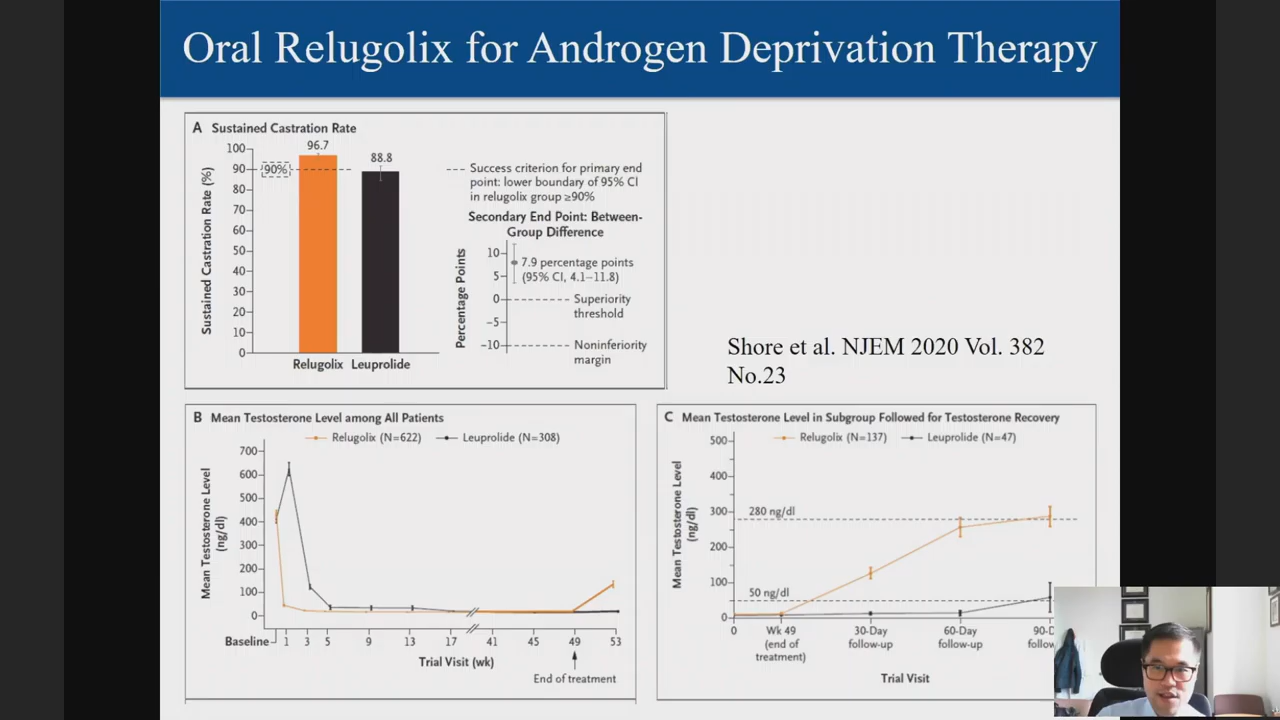 Oral Relugolix for Androgen Deprivation Therapy
A Sustained Castration Rate
Sustained Castration Rate (%)
100
90
80
70
60
50
40
30
20
10
0
90%
96.7
88.8
Relugolix Leuprolide
Success criterion for primary end
point: lower boundary of 95% CI
in relugolix group ≥90%
Secondary End Point: Between-
Group Difference
Percentage Points
10
5
0
−5
−10
7.9 percentage points
(95% CI, 4.1–11.8)
Superiority
threshold
Noninferiority
margin
Shore et al. NJEM 2020 Vol. 382
No.23
B Mean Testosterone Level among All Patients
Relugolix (N=622) Leuprolide (N=308)
Mean Testosterone Level
(ng/dl)
700
600
500
400
300
200
100
0
Baseline 1 3 5 9 13 17 41 45 49 53
Trial Visit (wk)
End of treatment
C Mean Testosterone Level in Subgroup Followed for Testosterone Recovery
Relugolix (N=137) Leuprolide (N=47)
Mean Testosterone Level
(ng/dl)
500
400
300
200
100
0
280 ng/dl
50 ng/dl
0 Wk 49 30-Day 60-Day 90-D
(end of follow-up follow-up follow
treatment)
Trial Visit